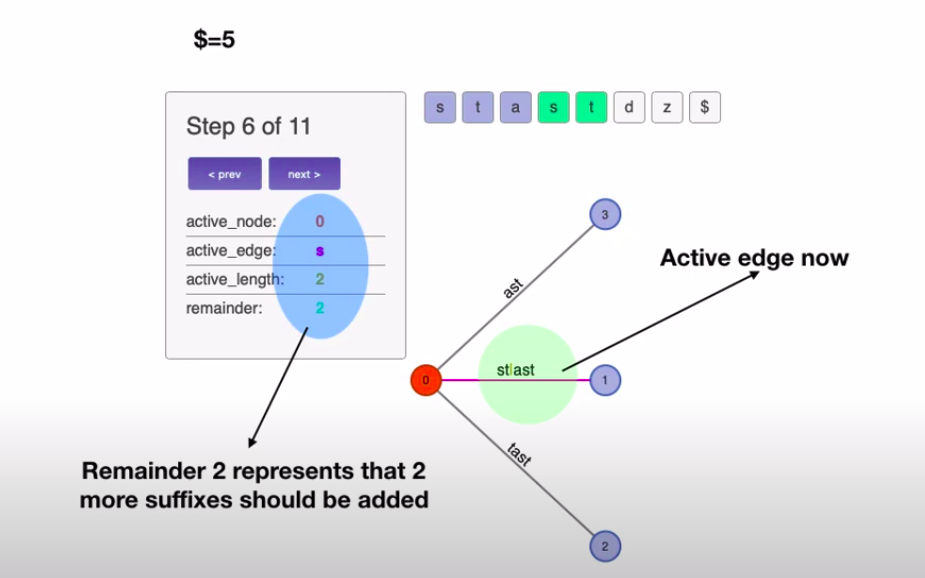 $=5
s t a s t d z $
Step 6 of 11
< prev next >
active_node: 0
active_edge: s
active_length: 2
remainder: 2
3
Active edge now
ast
st|ast
0
1
tast
Remainder 2 represents that 2
more suffixes should be added
2